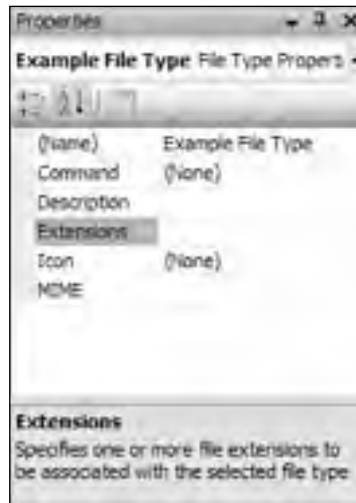 Properties
Example File Type File Type Propert
(Name) Example File Type
Command (None)
Description
Extensions
Icon (None)
MIME
Extensions
Specifies one or more file extensions to
be associated with the selected file type